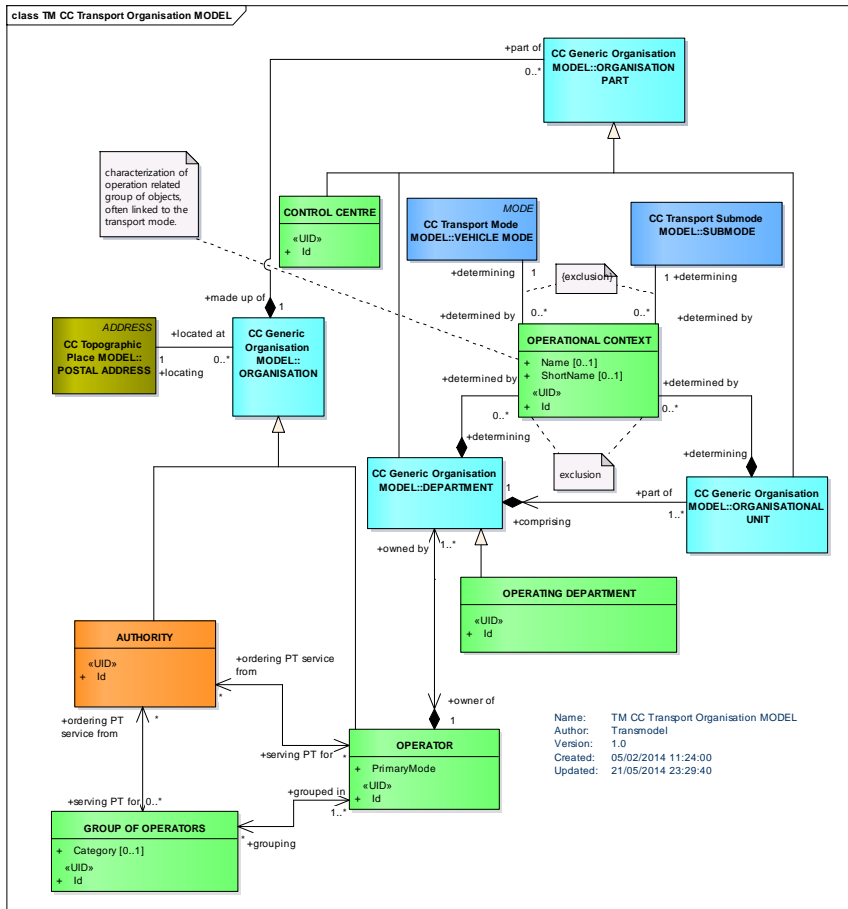 class TM CC Transport Organisation MODEL
+part of
0..*
CC Generic Organisation
MODEL::ORGANISATION
PART
characterization of
operation related
group of objects,
often linked to the
transport mode.
CONTROL CENTRE
«UID»
+ Id
MODE
CC Transport Mode
MODEL::VEHICLE MODE
CC Transport Submode
MODEL::SUBMODE
+determining
1
{exclusion}
1
+determining
+determined by
0..*
0..*
+determined by
+made up of
1
ADDRESS
CC Topographic
Place MODEL::
POSTAL ADDRESS
+located at
1
0..*
+locating
CC Generic
Organisation
MODEL::
ORGANISATION
OPERATIONAL CONTEXT
+ Name [0..1]
+ ShortName [0..1]
«UID»
+ Id
+determined by
0..*
+determined by
0..*
+determining
exclusion
+determining
CC Generic Organisation
MODEL::DEPARTMENT
1
+comprising
+part of
1..*
CC Generic Organisation
MODEL::ORGANISATIONAL
UNIT
+owned by
1..*
OPERATING DEPARTMENT
«UID»
+ Id
AUTHORITY
«UID»
+ Id
+ordering PT service
from
*
*
+ordering PT
service from
+owner of
1
+serving PT for
*
OPERATOR
+ PrimaryMode
«UID»
+ Id
Name: TM CC Transport Organisation MODEL
Author: Transmodel
Version: 1.0
Created: 05/02/2014 11:24:00
Updated: 21/05/2014 23:29:40
+serving PT for
0..*
+grouped in
1..*
*
+grouping
GROUP OF OPERATORS
+ Category [0..1]
«UID»
+ Id